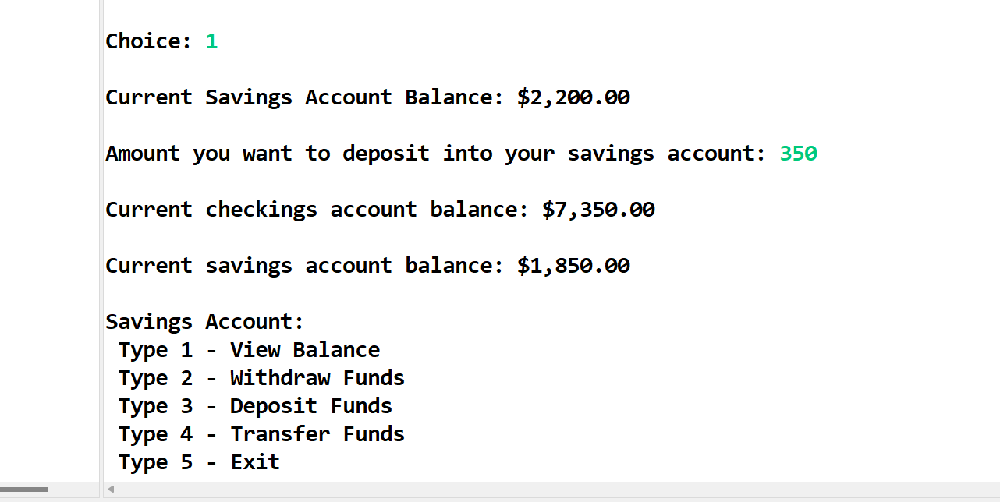 Choice: 1
Current Savings Account Balance: $2,200.00
Amount you want to deposit into your savings account: 350
Current checkings account balance: $7,350.00
Current savings account balance: $1,850.00
Savings Account:
Type 1 - View Balance
Type 2 - Withdraw Funds
Type 3 - Deposit Funds
Type 4 - Transfer Funds
Type 5 - Exit